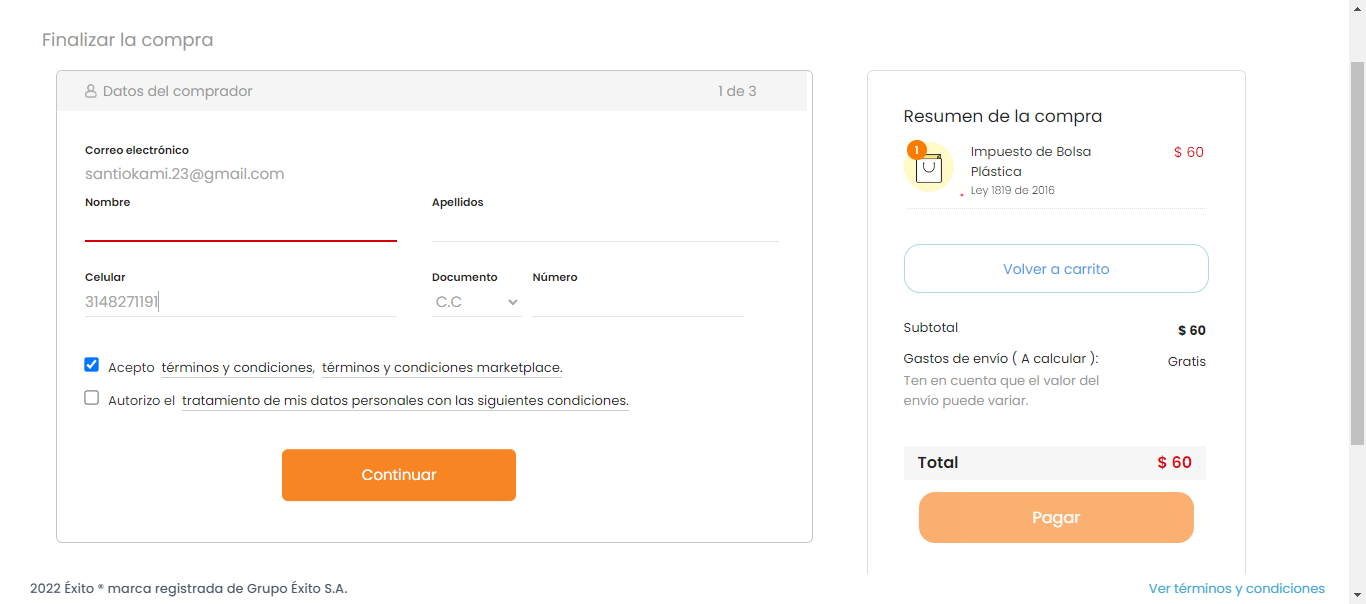 Finalizar la compra
Datos del comprador
1 de 3
Correo electrónico
santiokami.23@gmail.com
Nombre
Apellidos
Celular
Documento
Número
3148271191
C.C
Acepto términos y condiciones, términos y condiciones marketplace.
Autorizo el tratamiento de mis datos personales con las siguientes condiciones.
Continuar
Resumen de la compra
1
Impuesto de Bolsa
Plástica
$ 60
Ley 1819 de 2016
Volver a carrito
Subtotal
$ 60
Gastos de envío ( A calcular ):
Gratis
Ten en cuenta que el valor del
envío puede variar.
Total
$ 60
Pagar
2022 Éxito ® marca registrada de Grupo Éxito S.A.
Ver términos y condiciones